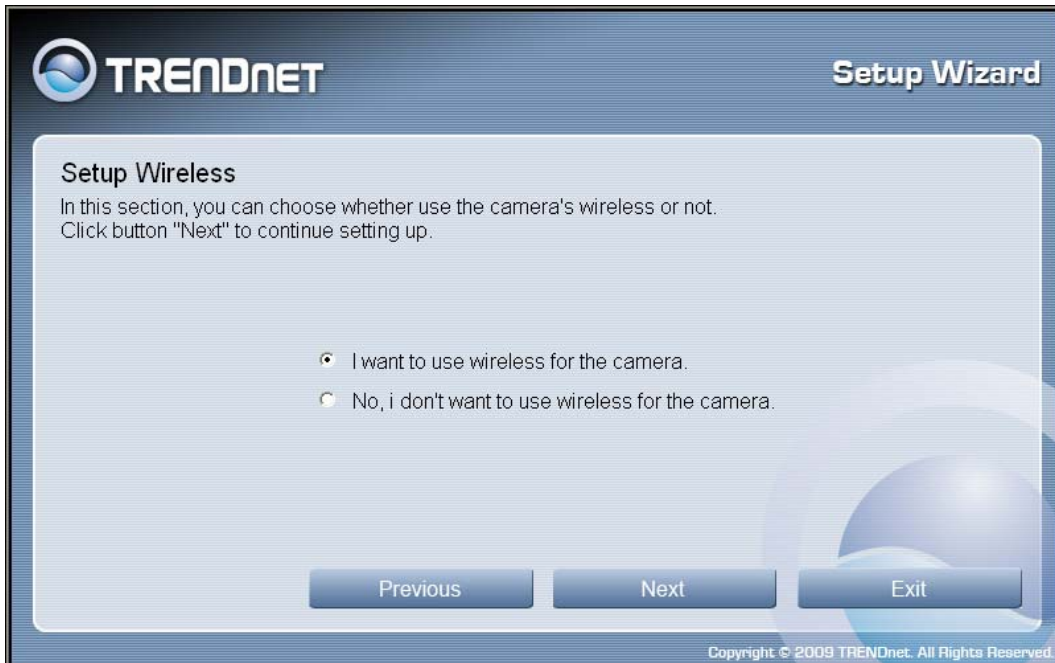 TRENDNET
Setup Wizard
Setup Wireless
In this section, you can choose whether use the camera's wireless or not.
Click button "Next" to continue setting up.
I want to use wireless for the camera.
No, i don't want to use wireless for the camera.
Previous
Next
Exit
Copyright © 2009 TRENDnet. All Rights Reserved.